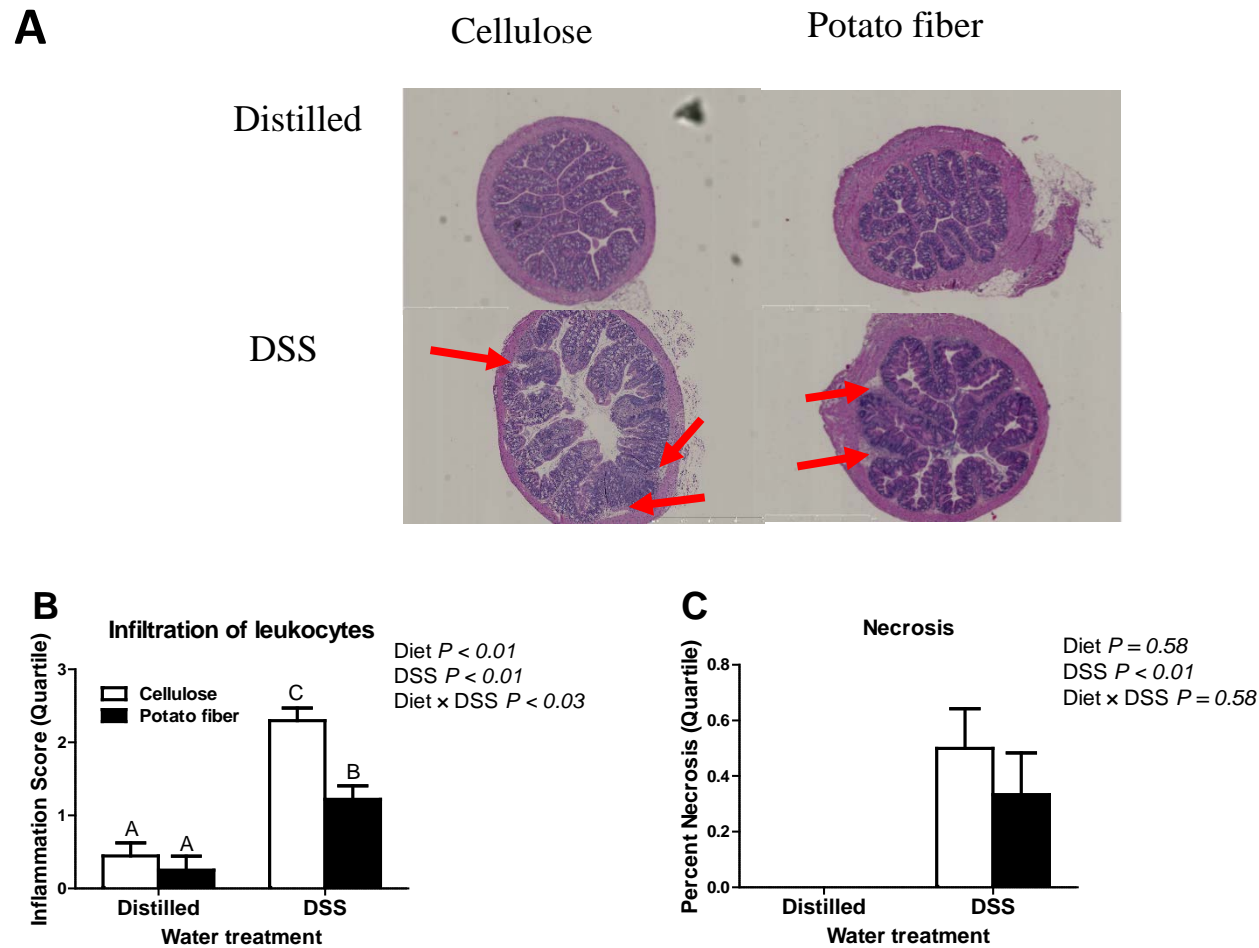 A
Cellulose
Potato fiber
Distilled
DSS
B
Infiltration of leukocytes
Diet P < 0.01
DSS P < 0.01
Diet × DSS P < 0.03
Inflammation Score (Quartile)
3
2
1
0
Cellulose
Potato fiber
A
A
C
B
Distilled
DSS
Water treatment
C
Necrosis
Diet P = 0.58
DSS P < 0.01
Diet × DSS P = 0.58
Percent Necrosis (Quartile)
0.8
0.6
0.4
0.2
0.0
Distilled
DSS
Water treatment